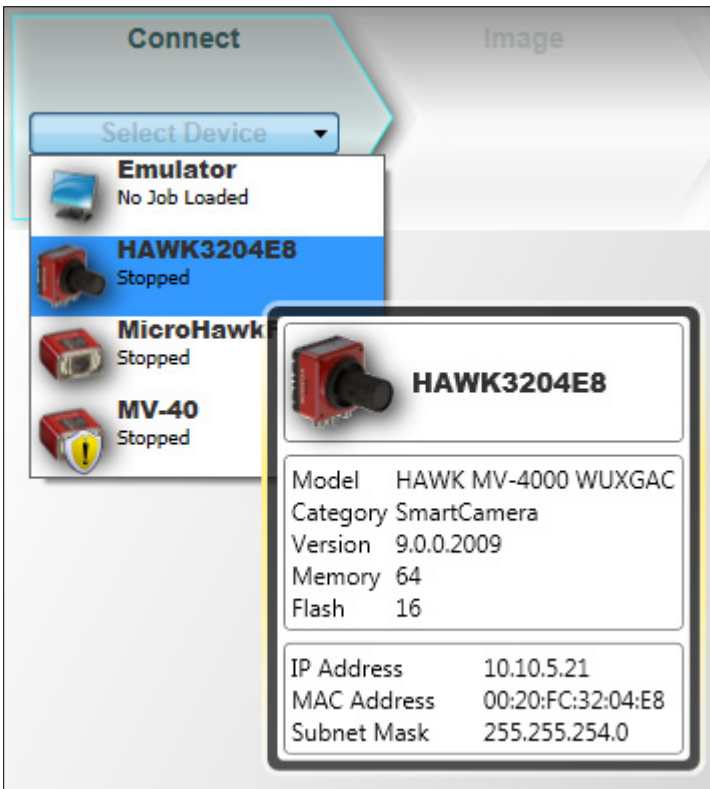 Connect
Image
Select Device
Emulator
No Job Loaded
HAWK3204E8
Stopped
Stopped
MV-40
Stopped
HAWK3204E8
Model HAWK MV-4000 WUXGAC
Category SmartCamera
Version 9.0.0.2009
Memory 64
Flash 16
IP Address 10.10.5.21
MAC Address 00:20:FC:32:04:E8
Subnet Mask 255.255.254.0